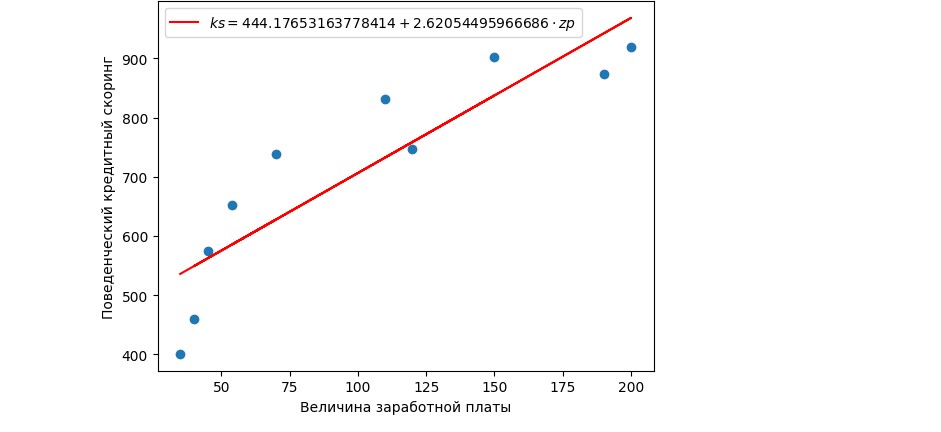 ks = 444.17653163778414 + 2.62054495966686 · zp
900
800
700
600
500
400
Поведенческий кредитный скоринг
50 75 100 125 150 175 200
Величина заработной платы